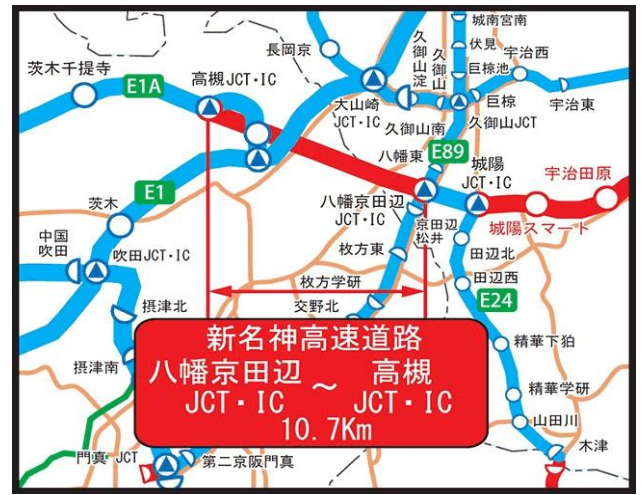 城南宮南
伏見
久御山淀
久御山
長岡京
巨椋池
宇治西
茨木千提寺
E1A
高槻JCT・IC
大山崎
JCT・IC
巨椋
宇治東
久御山南
久御山JCT
八幡東
E89
城陽
JCT・IC
宇治田原
E1
八幡京田辺
JCT・IC
京田辺
松井
城陽スマート
茨木
中国
吹田
吹田JCT・IC
枚方東
田辺北
枚方学研
田辺西
摂津北
交野北
E24
新名神高速道路
八幡京田辺 ～ 高槻
JCT・IC JCT・IC
10.7Km
精華下狛
摂津南
精華学研
山田川
門真 JCT
第二京阪門真
木津